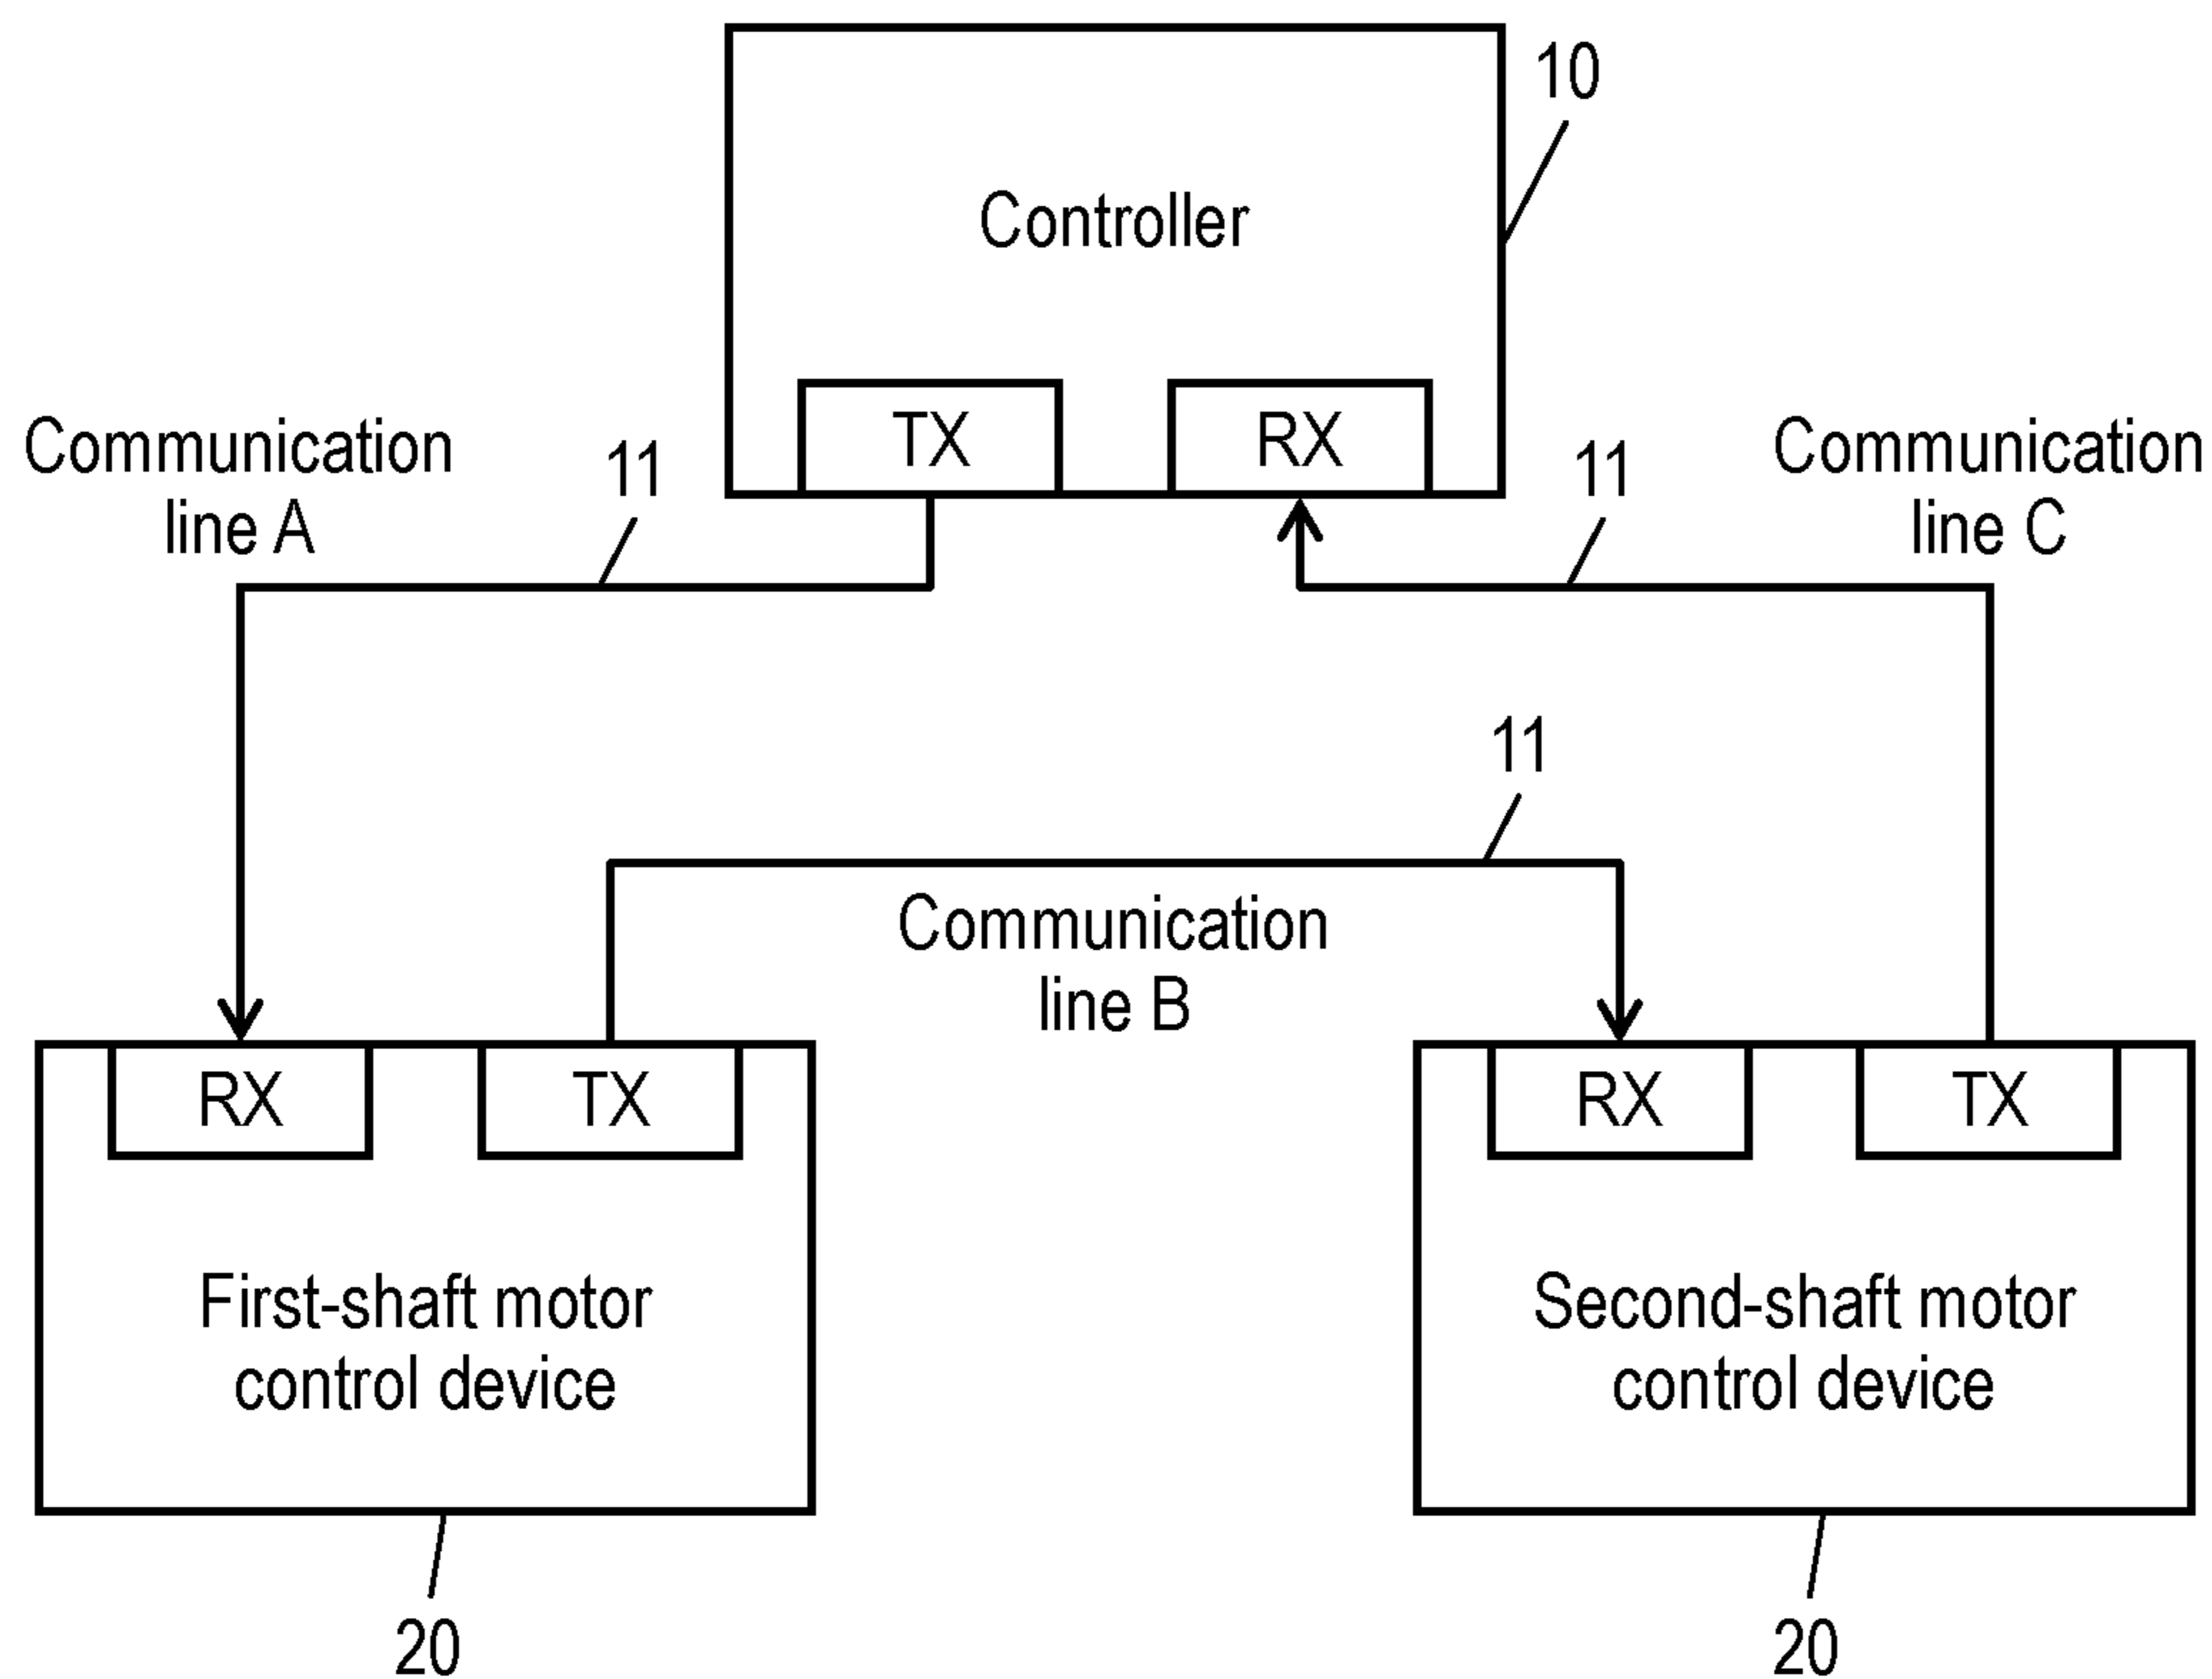 10
Controller
TX
RX
Communication
line A
11
11
Communication
line C
11
Communication
line B
RX
TX
RX
TX
First-shaft motor
control device
Second-shaft motor
control device
20
20